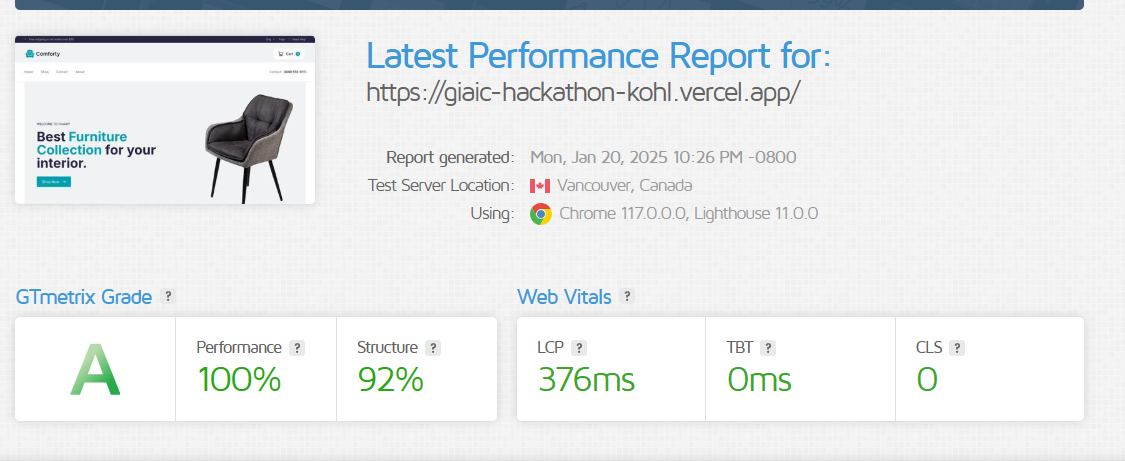 Comforty
Cart
Home Shop Contact About
Contact: (808) 555-0111
Latest Performance Report for:
https://giaic-hackathon-kohl.vercel.app/
Best Furniture
Collection for your
interior.
Shop Now
Report generated: Mon, Jan 20, 2025 10:26 PM -0800
Test Server Location: Vancouver, Canada
Using: Chrome 117.0.0.0, Lighthouse 11.0.0
GTmetrix Grade ?
Web Vitals ?
A
Performance ?
100%
Structure ?
92%
LCP ?
376ms
TBT ?
0ms
CLS ?
0